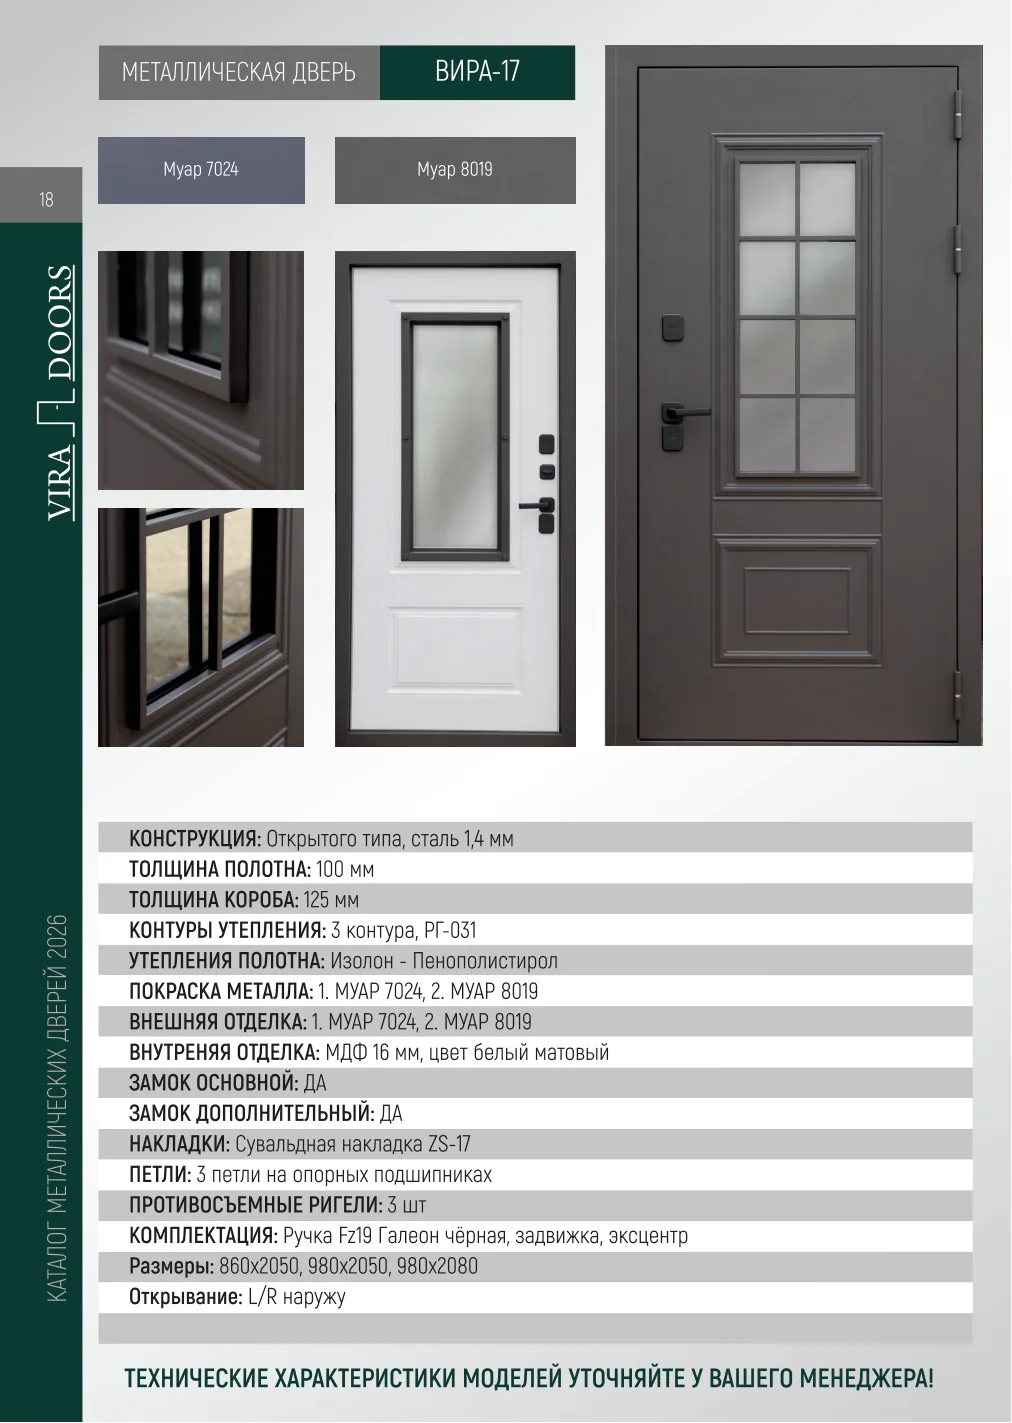 МЕТАЛЛИЧЕСКАЯ ДВЕРЬ ВИРА-17
Муар 7024
Муар 8019
18
VIRA DOORS
КАТАЛОГ МЕТАЛЛИЧЕСКИХ ДВЕРЕЙ 2026
КОНСТРУКЦИЯ: Открытого типа, сталь 1,4 мм
ТОЛЩИНА ПОЛОТНА: 100 мм
ТОЛЩИНА КОРОБА: 125 мм
КОНТУРЫ УТЕПЛЕНИЯ: 3 контура, РГ-031
УТЕПЛЕНИЯ ПОЛОТНА: Изолон - Пенополистирол
ПОКРАСКА МЕТАЛЛА: 1. МУАР 7024, 2. МУАР 8019
ВНЕШНЯЯ ОТДЕЛКА: 1. МУАР 7024, 2. МУАР 8019
ВНУТРЕНЯЯ ОТДЕЛКА: МДФ 16 мм, цвет белый матовый
ЗАМОК ОСНОВНОЙ: ДА
ЗАМОК ДОПОЛНИТЕЛЬНЫЙ: ДА
НАКЛАДКИ: Сувальдная накладка ZS-17
ПЕТЛИ: 3 петли на опорных подшипниках
ПРОТИВОСЪЕМНЫЕ РИГЕЛИ: 3 шт
КОМПЛЕКТАЦИЯ: Ручка Fz19 Галеон чёрная, задвижка, эксцентр
Размеры: 860х2050, 980х2050, 980х2080
Открывание: L/R наружу
ТЕХНИЧЕСКИЕ ХАРАКТЕРИСТИКИ МОДЕЛЕЙ УТОЧНЯЙТЕ У ВАШЕГО МЕНЕДЖЕРА!